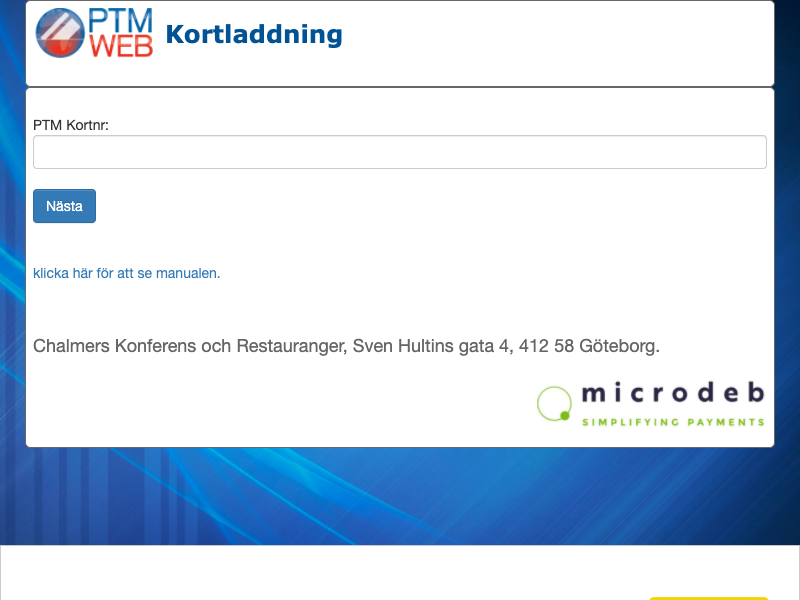 PTM
WEB
Kortladdning
PTM Kortnr:
Nästa
klicka här för att se manualen.
Chalmers Konferens och Restauranger, Sven Hultins gata 4, 412 58 Göteborg.
microdeb
SIMPLIFYING PAYMENTS